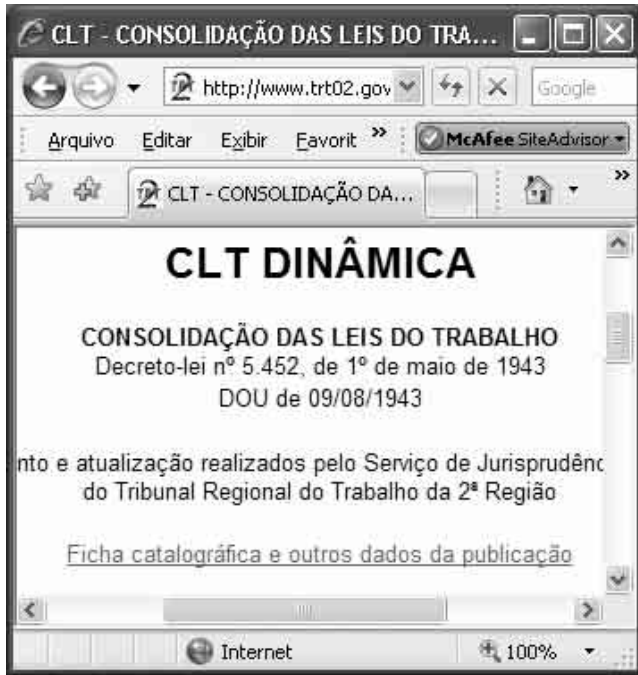 CLT - CONSOLIDAÇÃO DAS LEIS DO TRA...
http://www.trt02.gov Google
Arquivo Editar Exibir Favorit » McAfee SiteAdvisor
CLT - CONSOLIDAÇÃO DA... »
CLT DINÂMICA
CONSOLIDAÇÃO DAS LEIS DO TRABALHO
Decreto-lei nº 5.452, de 1º de maio de 1943
DOU de 09/08/1943
nto e atualização realizados pelo Serviço de Jurisprudênc
do Tribunal Regional do Trabalho da 2ª Região
Ficha catalográfica e outros dados da publicação
Internet 100%